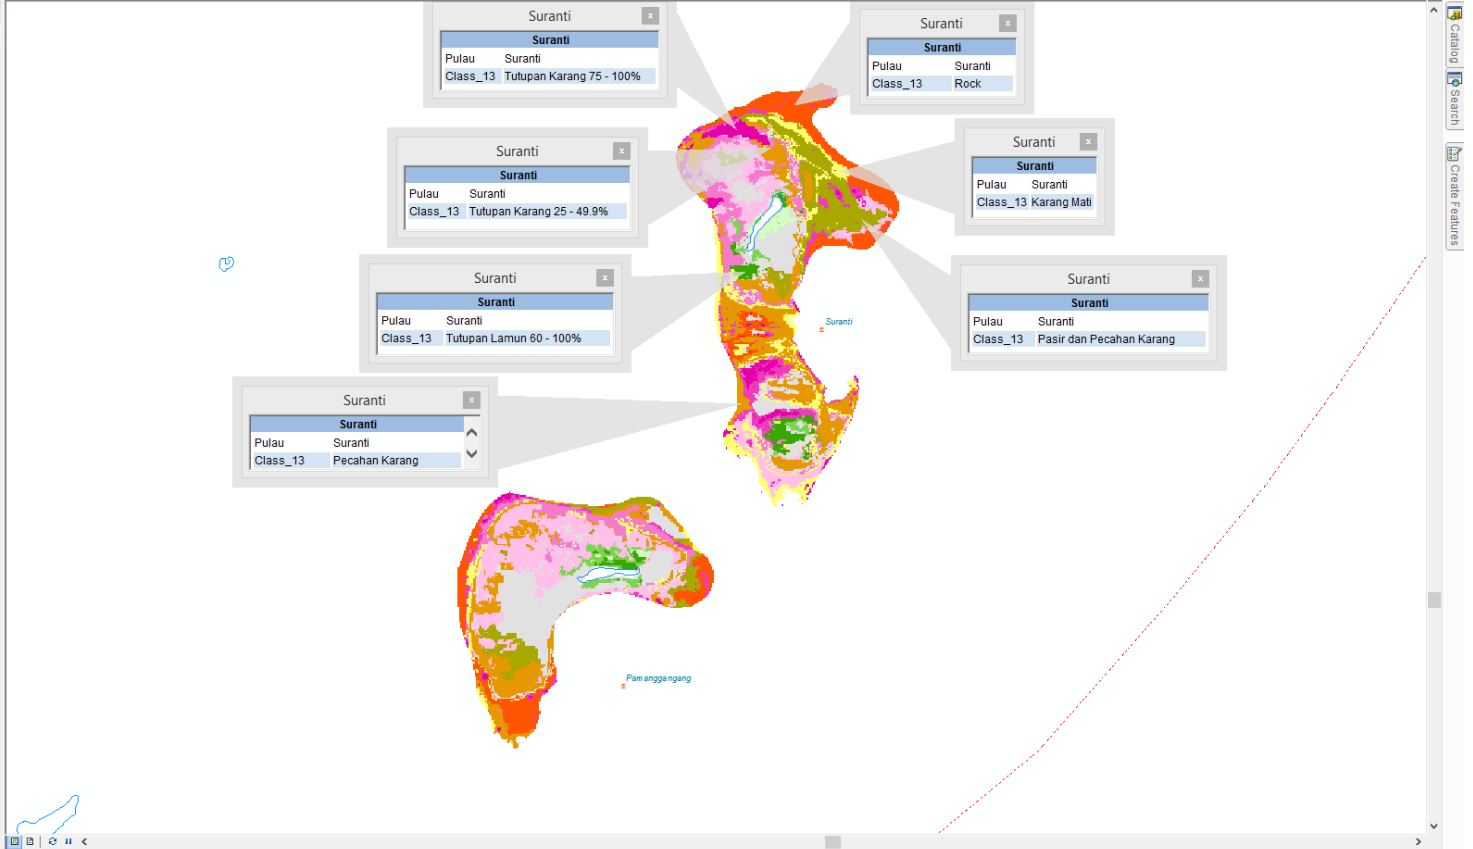 Suranti
Suranti
Pulau Suranti
Class_13 Tutupan Karang 75 - 100%
Suranti
Suranti
Pulau Suranti
Class_13 Rock
Suranti
Suranti
Pulau Suranti
Class_13 Tutupan Karang 25 - 49.9%
Suranti
Suranti
Pulau Suranti
Class_13 Karang Mati
Suranti
Suranti
Pulau Suranti
Class_13 Tutupan Lamun 60 - 100%
Suranti
Suranti
Pulau Suranti
Class_13 Pasir dan Pecahan Karang
Suranti
Suranti
Suranti
Pulau Suranti
Class_13 Pecahan Karang
Pamanggangang
Catalog
Search
Create Features